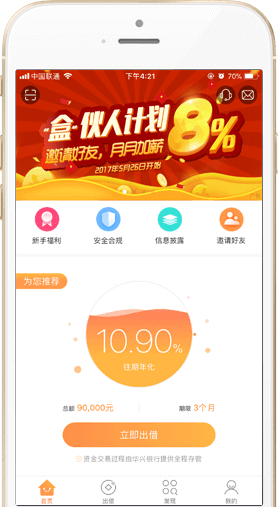 中国联通 下午4:21 70%
盒·伙人计划 8%
邀请好友，月月加薪
2017年5月26日开始
新手福利 安全合规 信息披露 邀请好友
为您推荐
10.90%
往期年化
总额 90,000元 期限 3个月
立即出借
资金交易过程由华兴银行提供全程存管
首页 出借 发现 我的